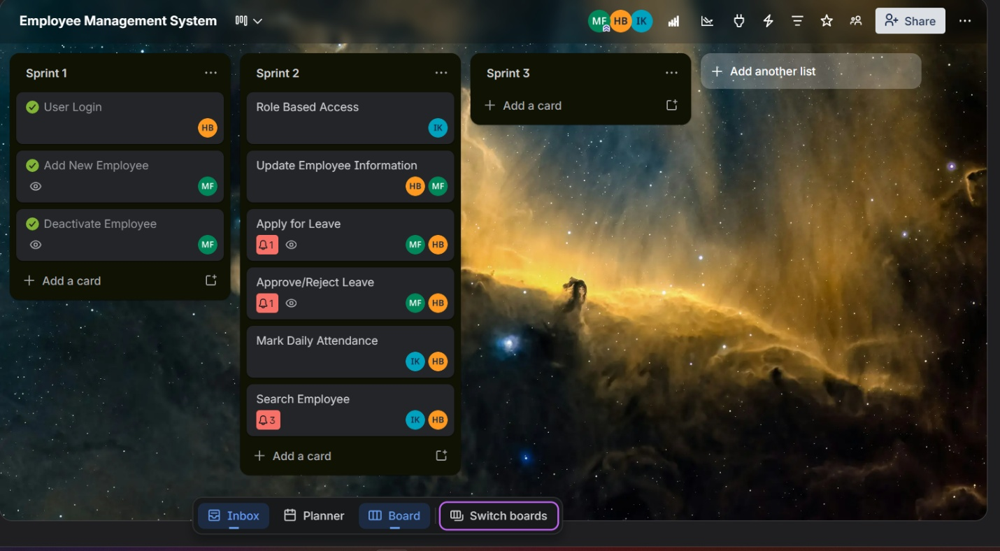 Employee Management System
MF HB IK
Share
Sprint 1
User Login
HB
Add New Employee
MF
Deactivate Employee
MF
Add a card
Sprint 2
Role Based Access
IK
Update Employee Information
HB MF
Apply for Leave
1 MF HB
Approve/Reject Leave
1 MF HB
Mark Daily Attendance
IK HB
Search Employee
3 IK HB
Add a card
Sprint 3
Add a card
Add another list
Inbox Planner Board Switch boards